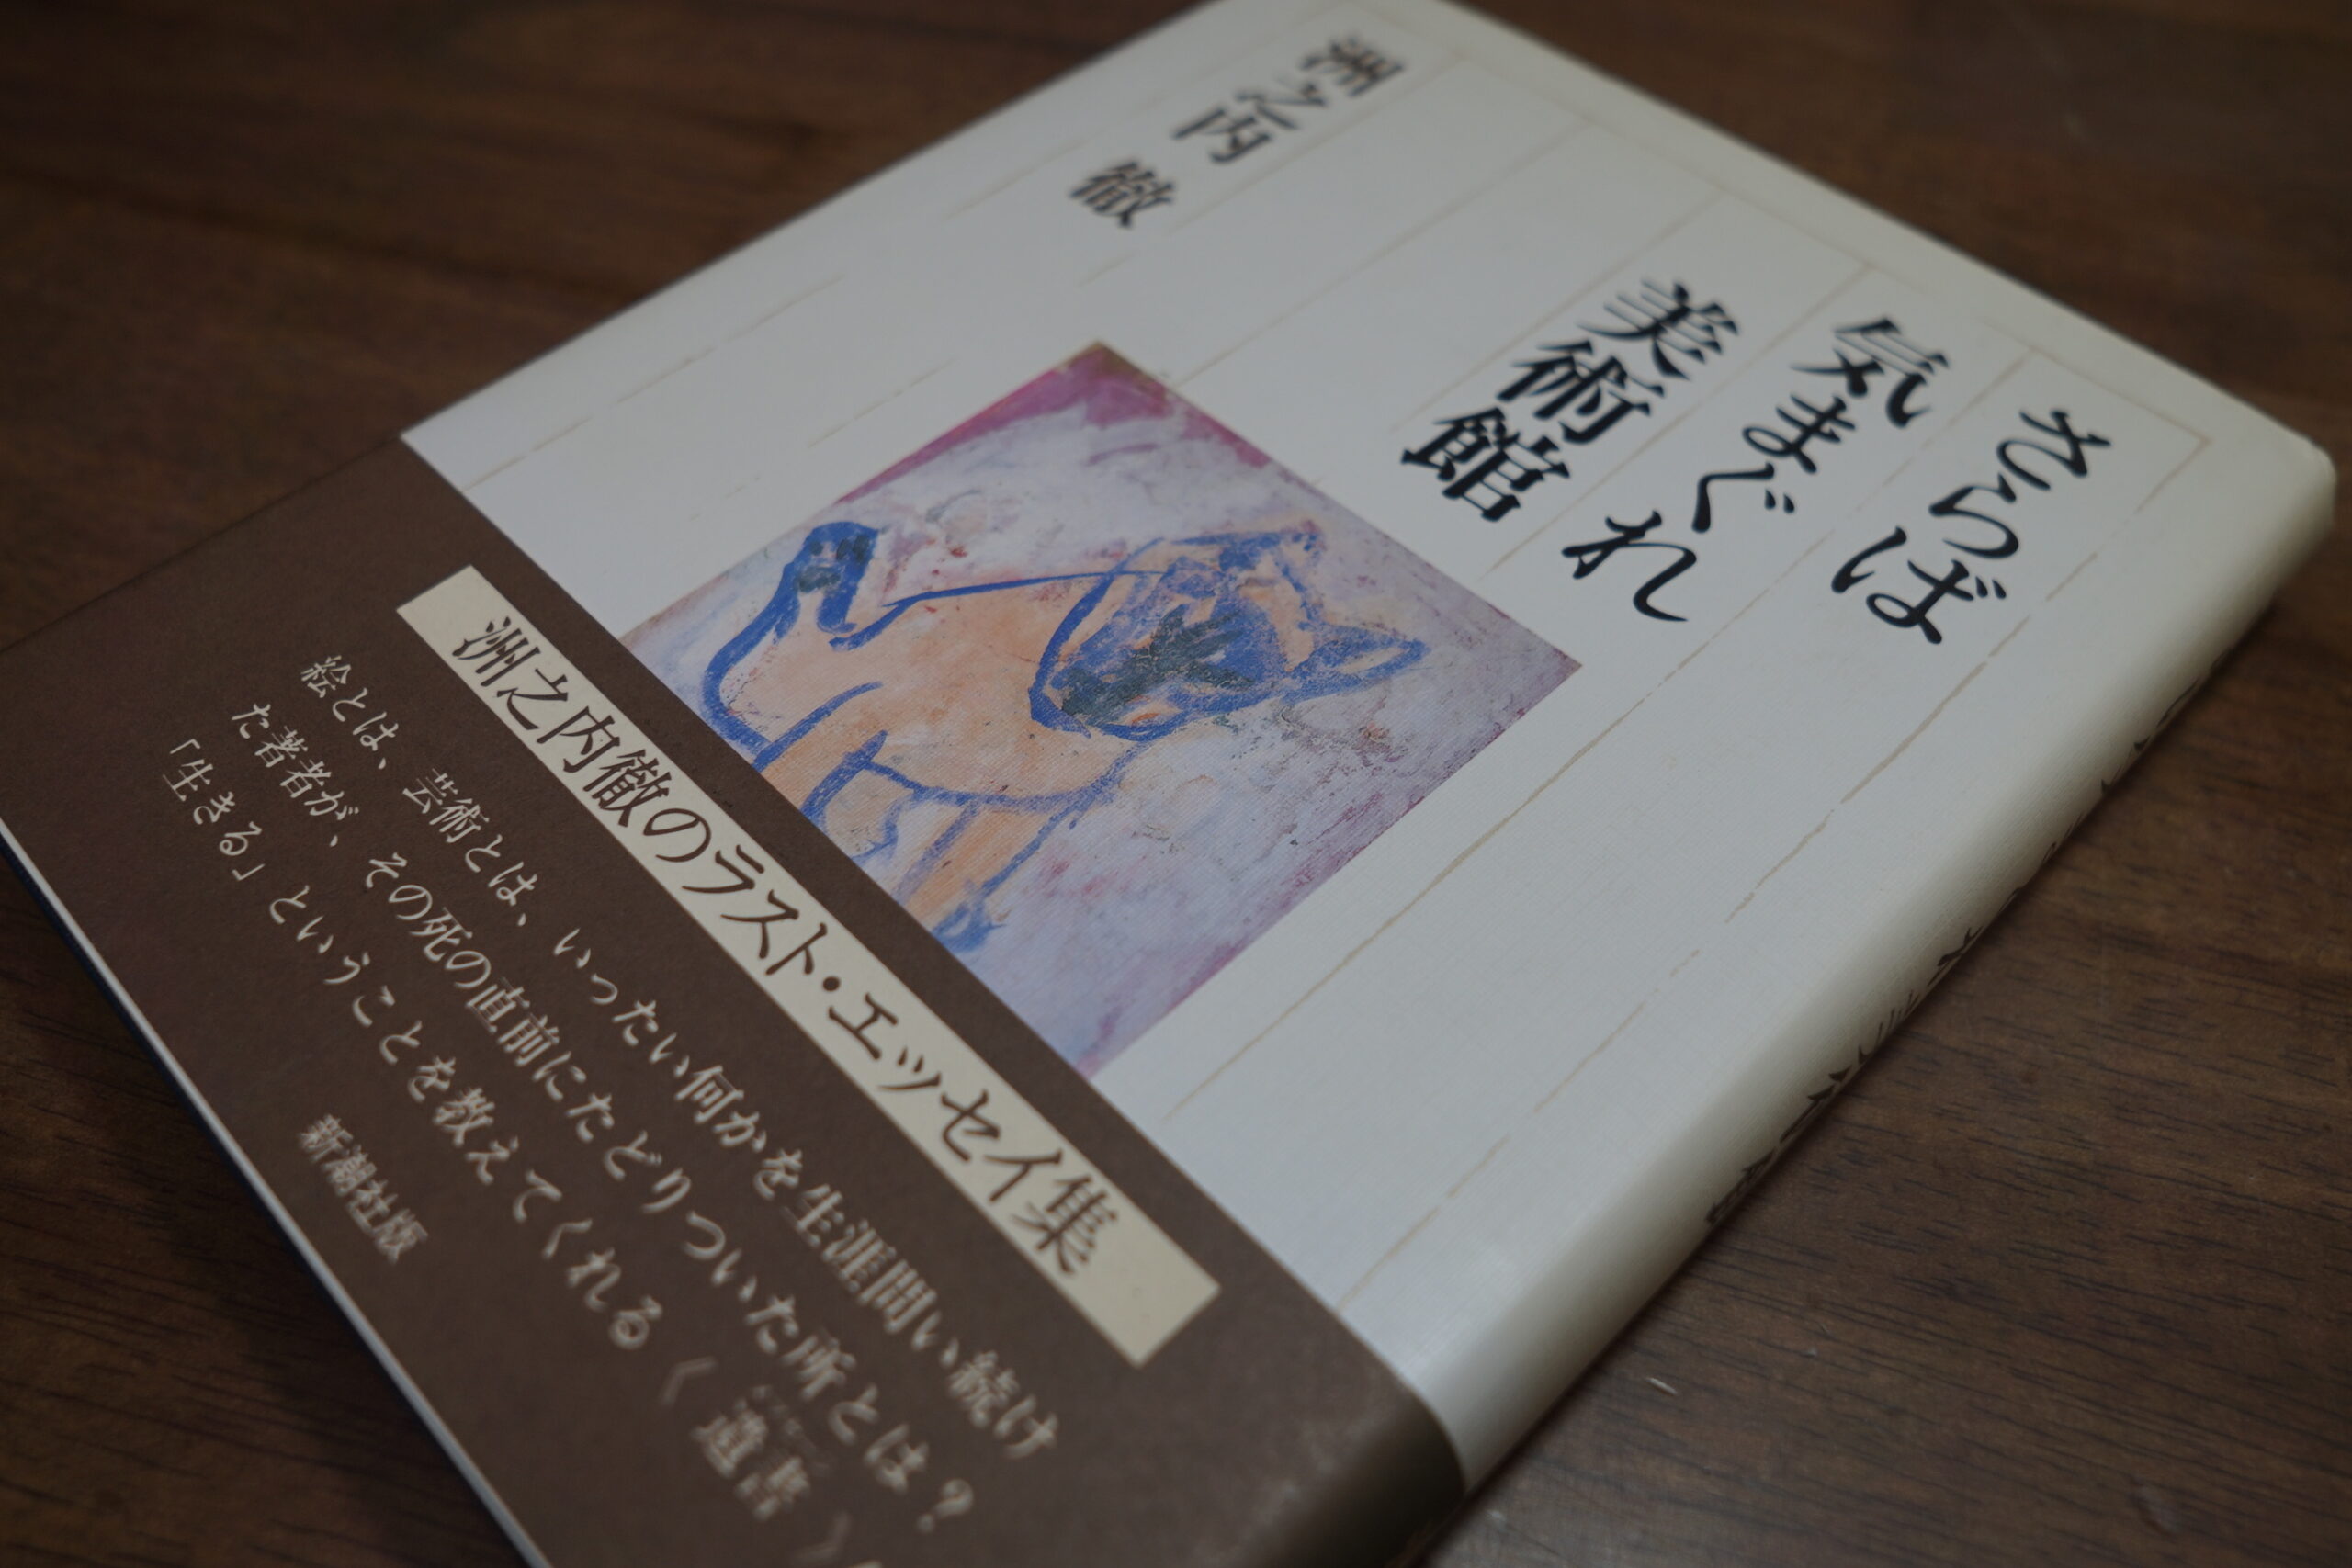 さらば
気まぐれ
美術館
洲之内 徹
洲之内徹のラスト・エッセイ集
絵とは、芸術とは、いったい何かを生涯問い続け
た著者が、その死の直前にたどりついた所とは？
「生きる」ということを教えてくれる〈遺書〉
新潮社版